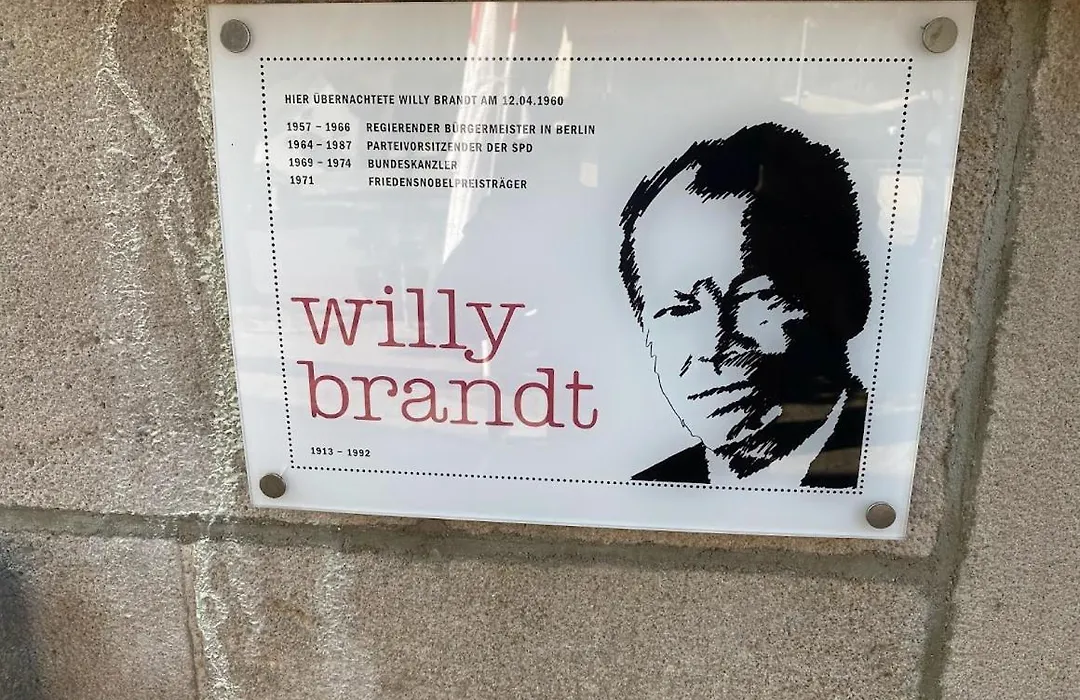 HIER ÜBERNACHTETE WILLY BRANDT AM 12.04.1960
1957 – 1966 REGIERENDER BÜRGERMEISTER IN BERLIN
1964 – 1987 PARTEIVORSITZENDER DER SPD
1969 – 1974 BUNDESKANZLER
1971 FRIEDENSNOBELPREISTRÄGER
willy
brandt
1913 – 1992